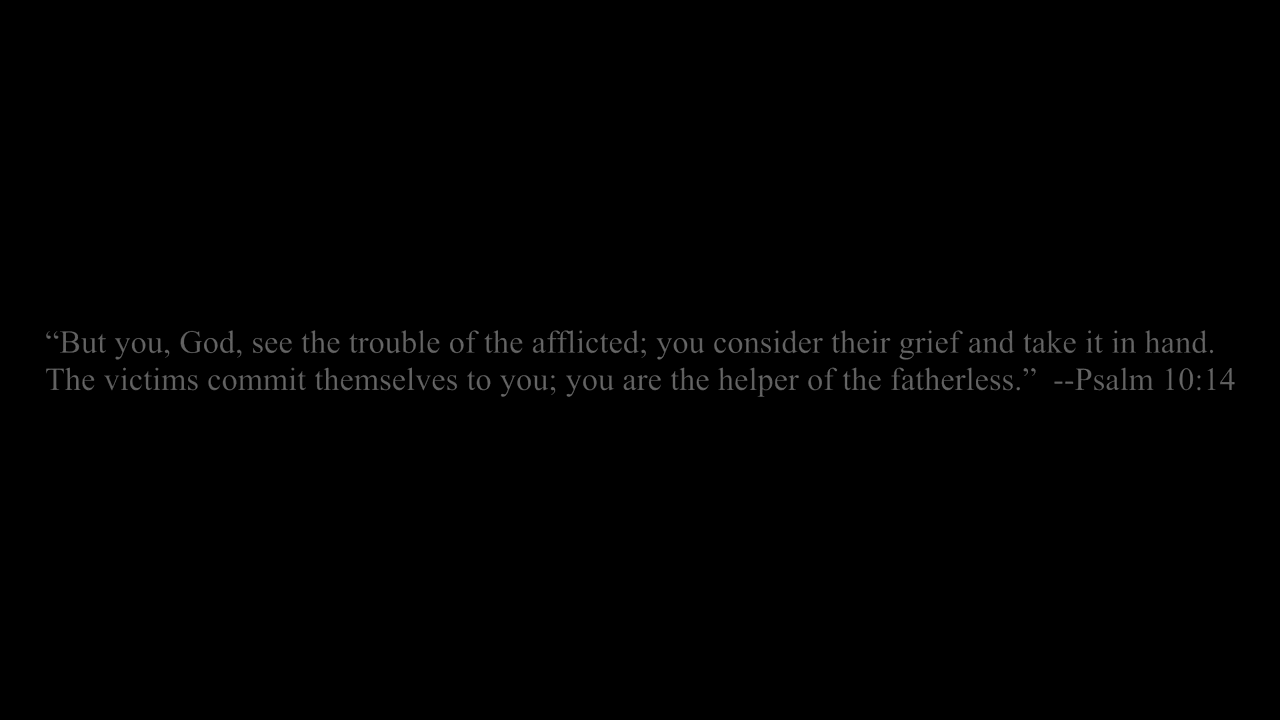 “But you, God, see the trouble of the afflicted; you consider their grief and take it in hand.
The victims commit themselves to you; you are the helper of the fatherless.”  --Psalm 10:14